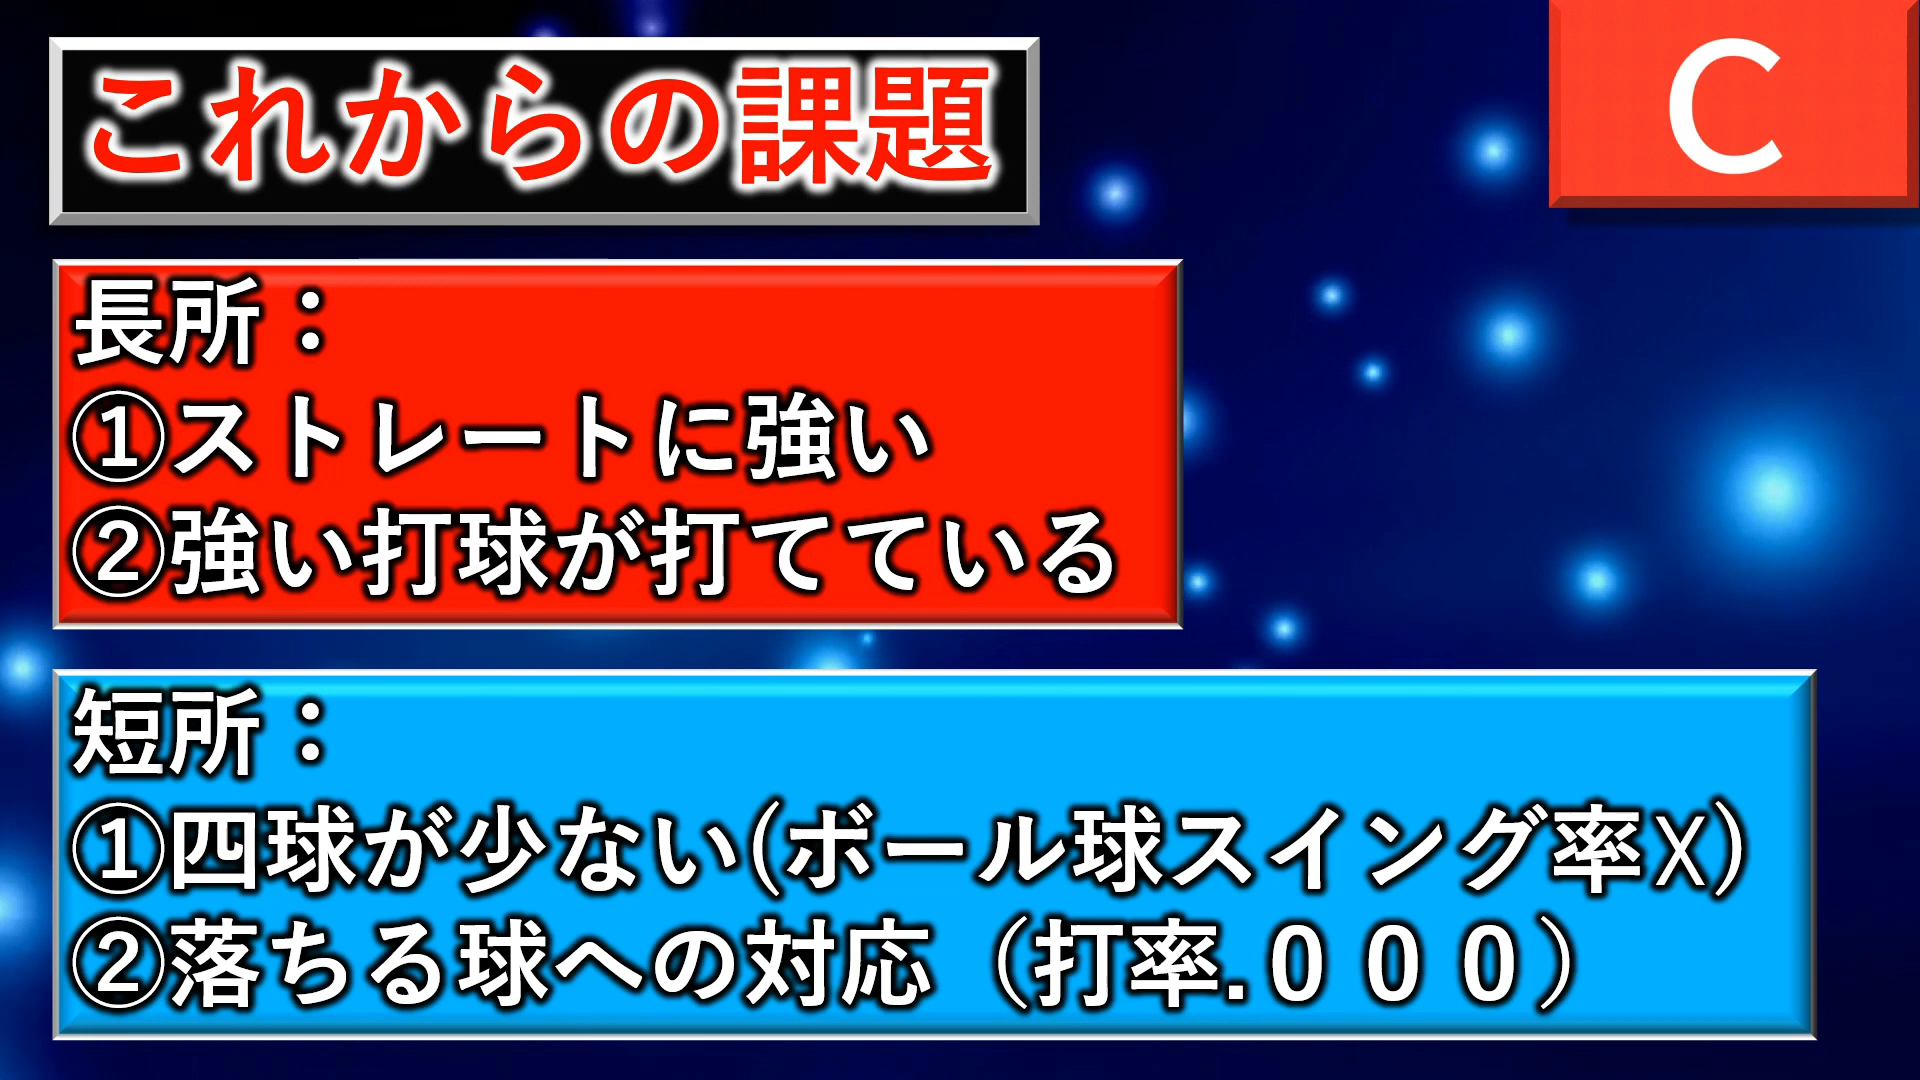 これからの課題
C
長所：
①ストレートに強い
②強い打球が打てている
短所：
①四球が少ない(ボール球スイング率☓)
②落ちる球への対応（打率.０００）